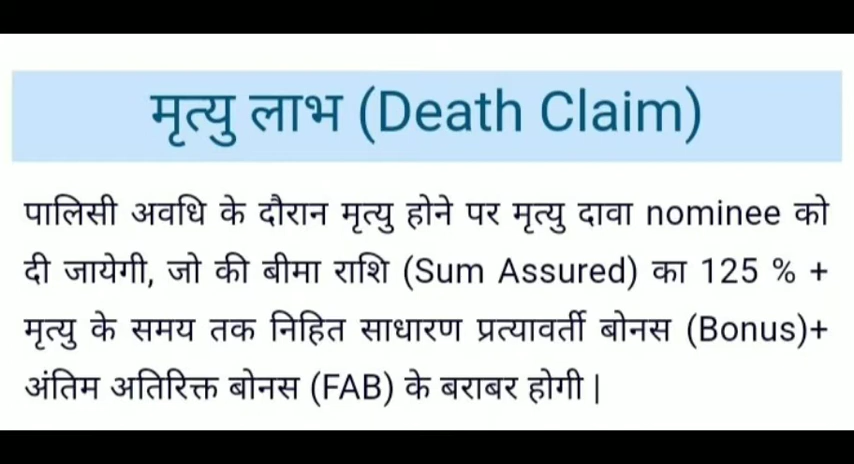 मृत्यु लाभ (Death Claim)
पालिसी अवधि के दौरान मृत्यु होने पर मृत्यु दावा nominee को
दी जायेगी, जो की बीमा राशि (Sum Assured) का 125 % +
मृत्यु के समय तक निहित साधारण प्रत्यावर्ती बोनस (Bonus)+
अंतिम अतिरिक्त बोनस (FAB) के बराबर होगी |